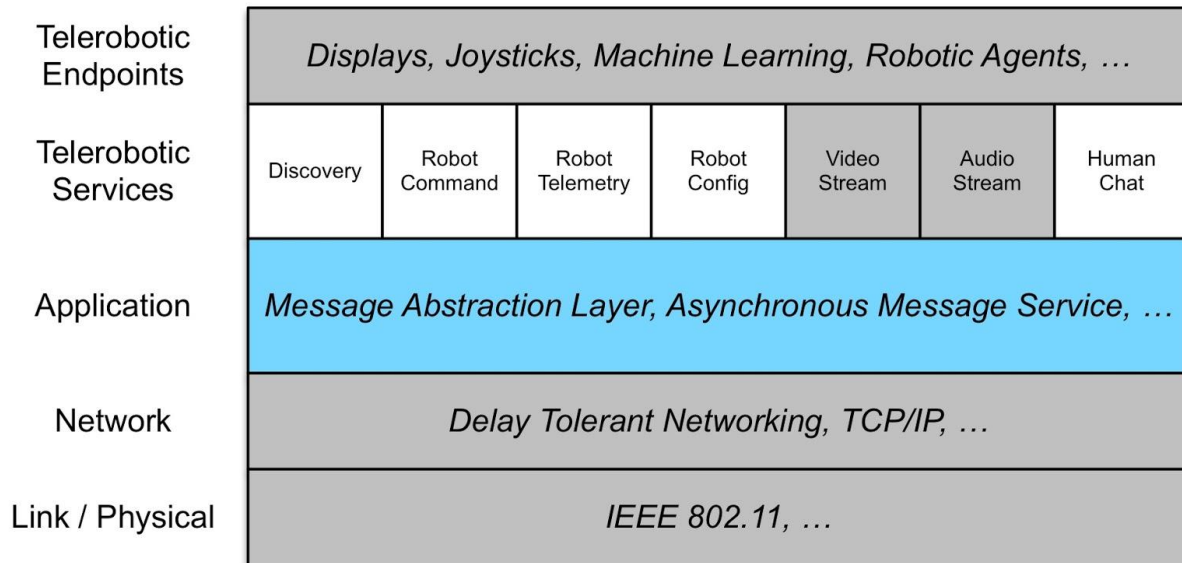 Telerobotic
Endpoints
Displays, Joysticks, Machine Learning, Robotic Agents, …
Telerobotic
Services
Discovery
Robot
Command
Robot
Telemetry
Robot
Config
Video
Stream
Audio
Stream
Human
Chat
Application
Message Abstraction Layer, Asynchronous Message Service, …
Network
Delay Tolerant Networking, TCP/IP, …
Link / Physical
IEEE 802.11, …